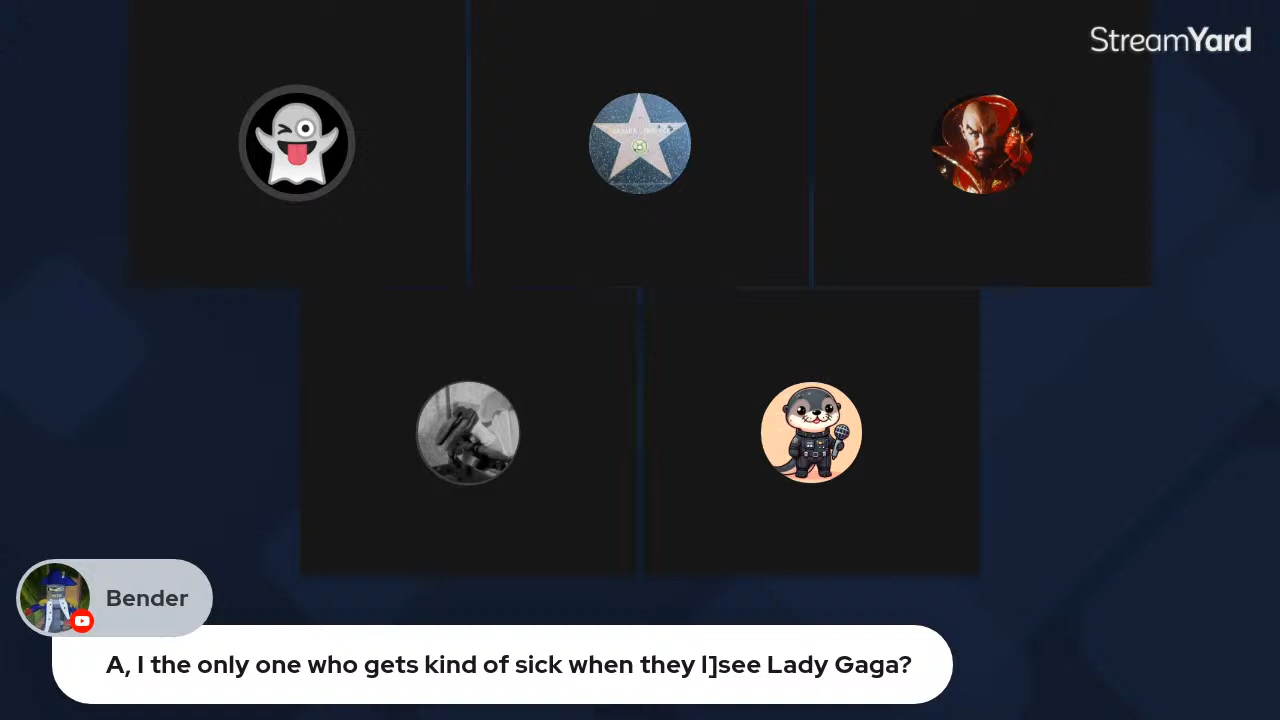 StreamYard
Bender
A, I the only one who gets kind of sick when they l]see Lady Gaga?